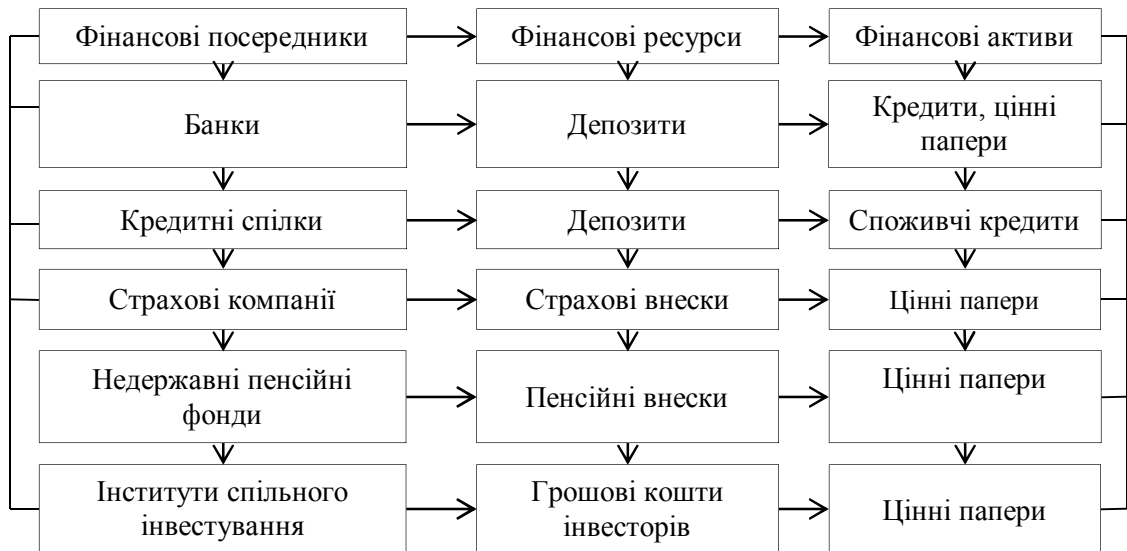 Фінансові посередники
Фінансові ресурси
Фінансові активи
Банки
Депозити
Кредити, цінні
папери
Кредитні спілки
Депозити
Споживчі кредити
Страхові компанії
Страхові внески
Цінні папери
Недержавні пенсійні
фонди
Пенсійні внески
Цінні папери
Інститути спільного
інвестування
Грошові кошти
інвесторів
Цінні папери